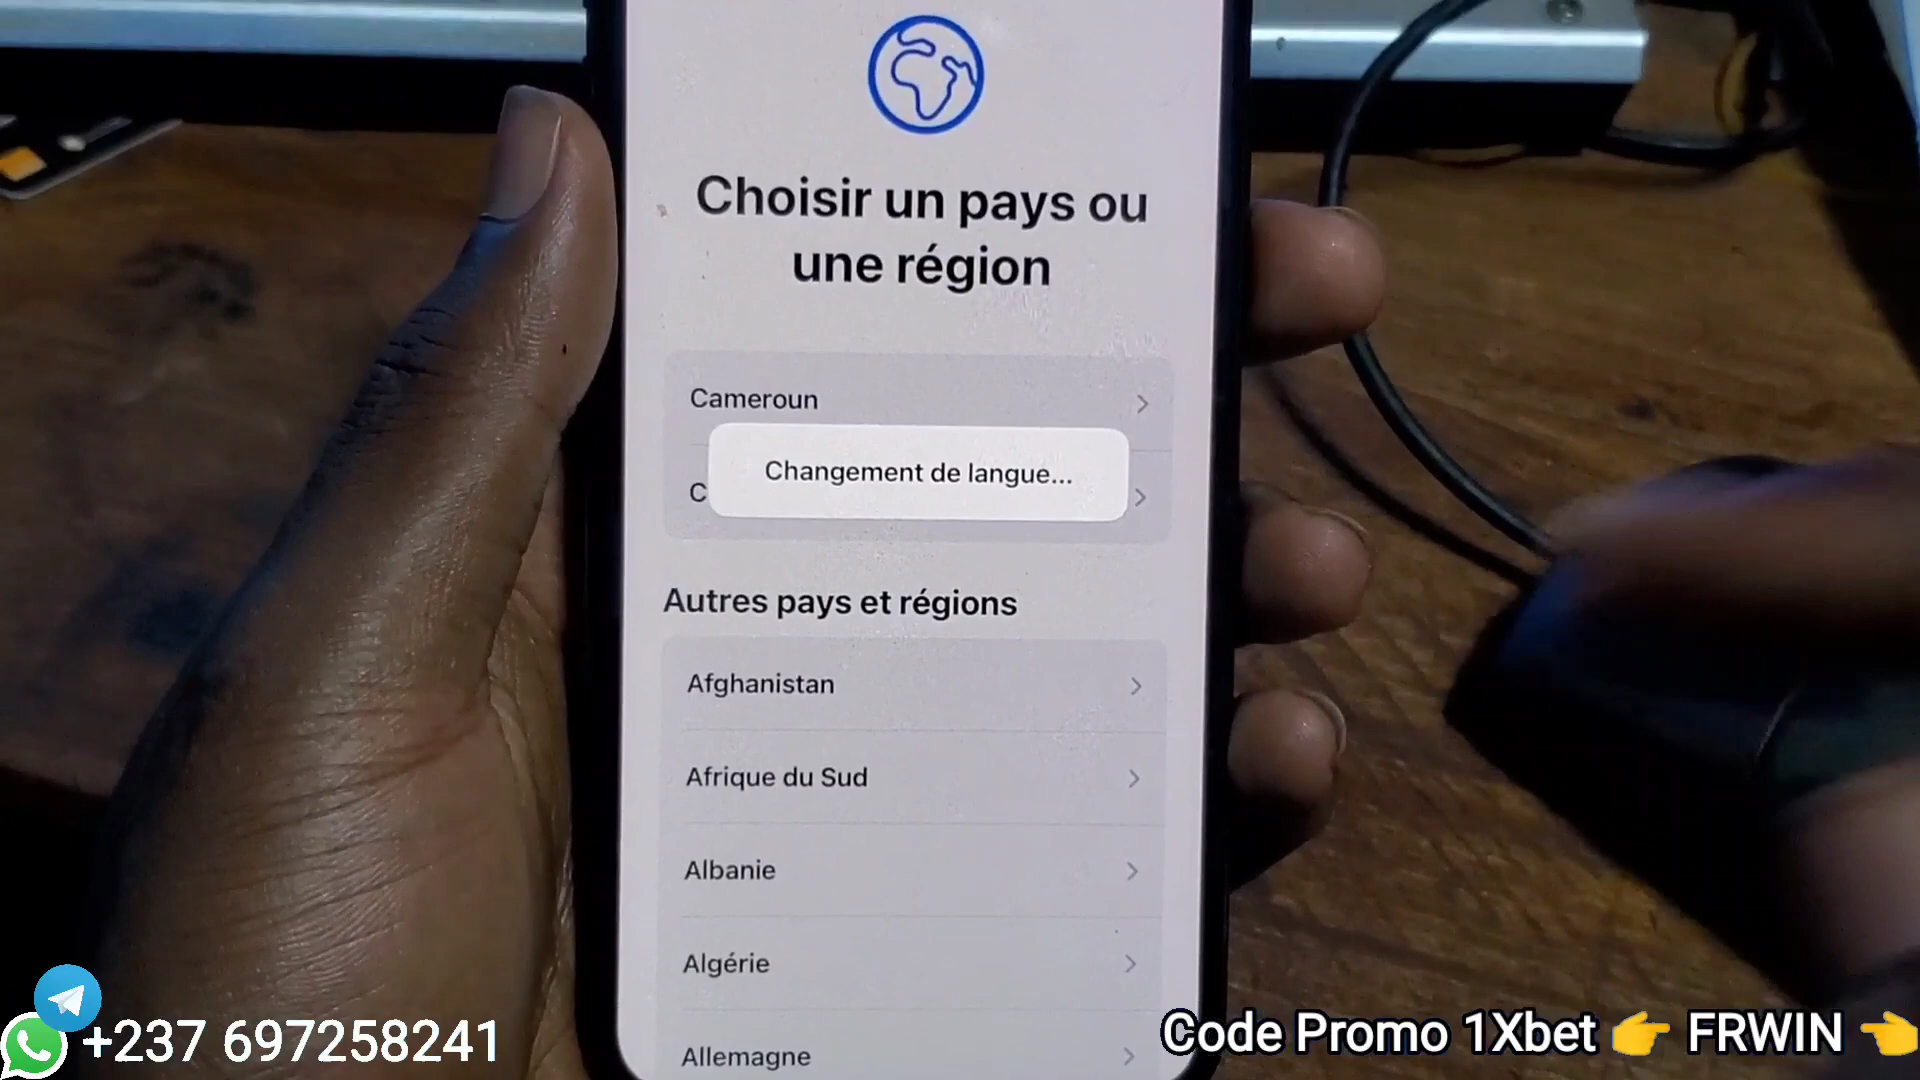 Choisir un pays ou
une région
Cameroun
Changement de langue...
C
Autres pays et régions
Afghanistan
Afrique du Sud
Albanie
Algérie
Allemagne
+237 697258241
Code Promo 1Xbet 👉 FRWIN 👈